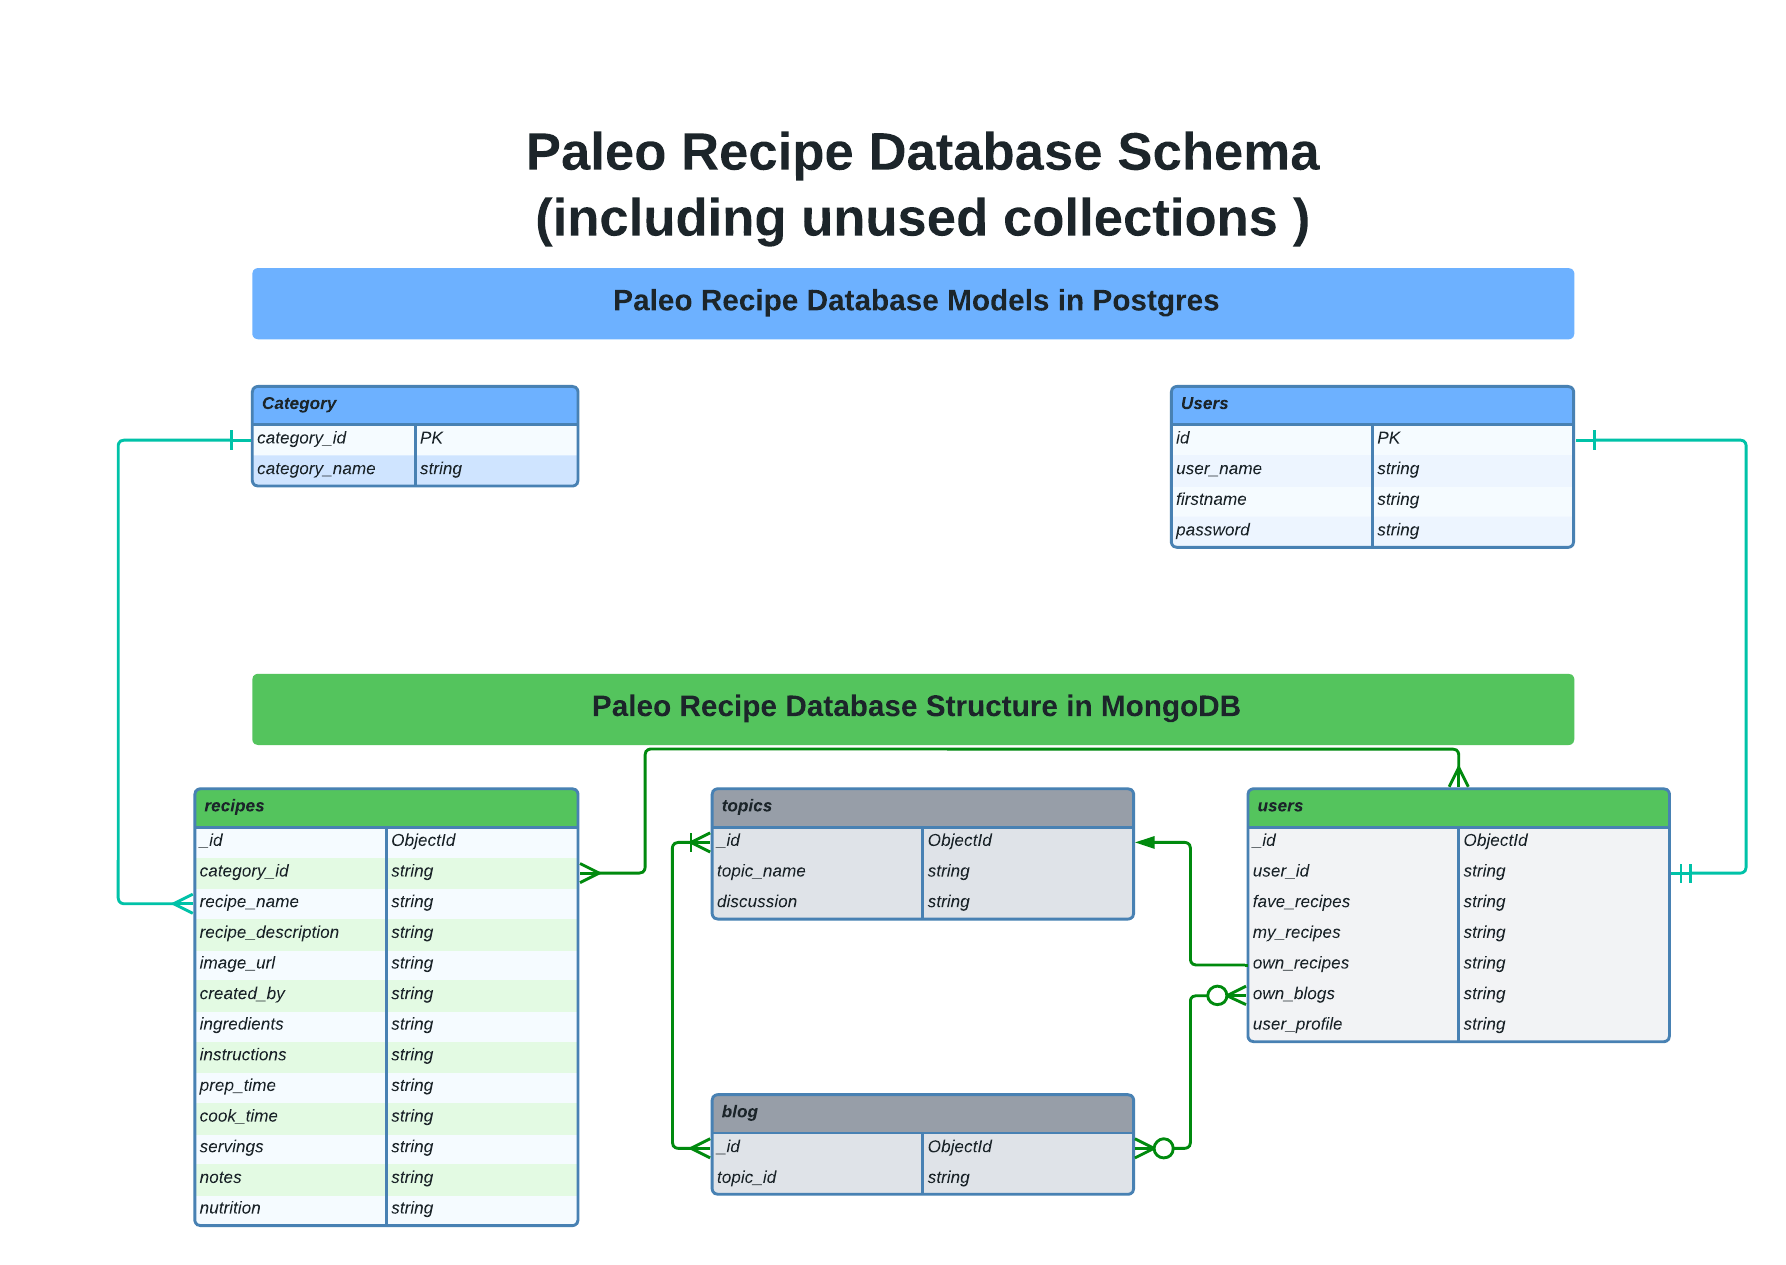 Paleo Recipe Database Schema
(including unused collections )
Paleo Recipe Database Models in Postgres
Category
category_id PK
category_name string
Users
id PK
user_name string
firstname string
password string
Paleo Recipe Database Structure in MongoDB
recipes
_id ObjectId
category_id string
recipe_name string
recipe_description string
image_url string
created_by string
ingredients string
instructions string
prep_time string
cook_time string
servings string
notes string
nutrition string
topics
_id ObjectId
topic_name string
discussion string
blog
_id ObjectId
topic_id string
users
_id ObjectId
user_id string
fave_recipes string
my_recipes string
own_recipes string
own_blogs string
user_profile string